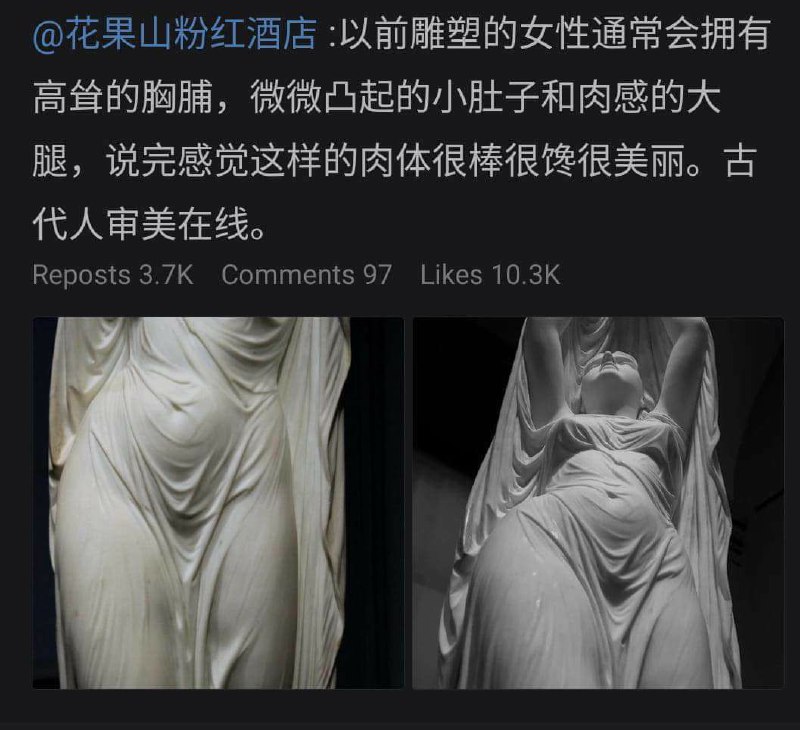 @花果山粉红酒店 :以前雕塑的女性通常会拥有
高耸的胸脯，微微凸起的小肚子和肉感的大
腿，说完感觉这样的肉体很棒很馋很美丽。古
代人审美在线。
Reposts 3.7K Comments 97 Likes 10.3K